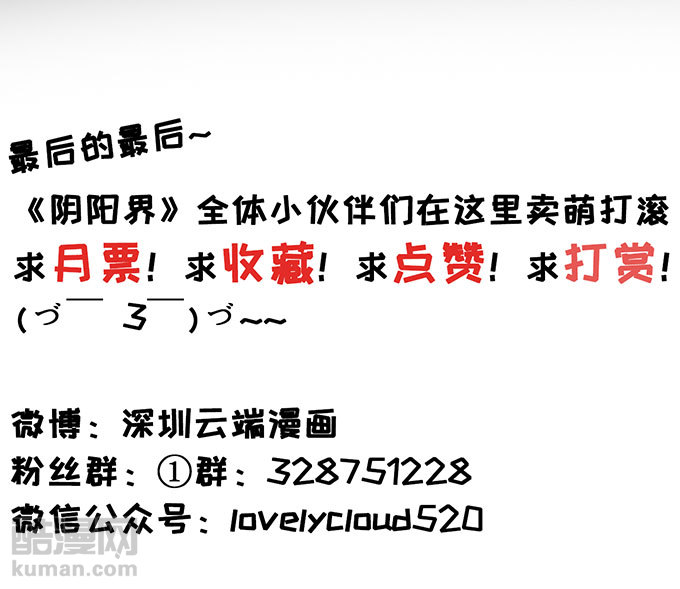 最后的最后~
《阴阳界》全体小伙伴们在这里卖萌打滚
求月票! 求收藏! 求点赞! 求打赏!
(づ￣ 3￣)づ~~
微博: 深圳云端漫画
粉丝群: ①群: 328751228
微信公众号: lovelycloud520
酷漫网
kuman.com